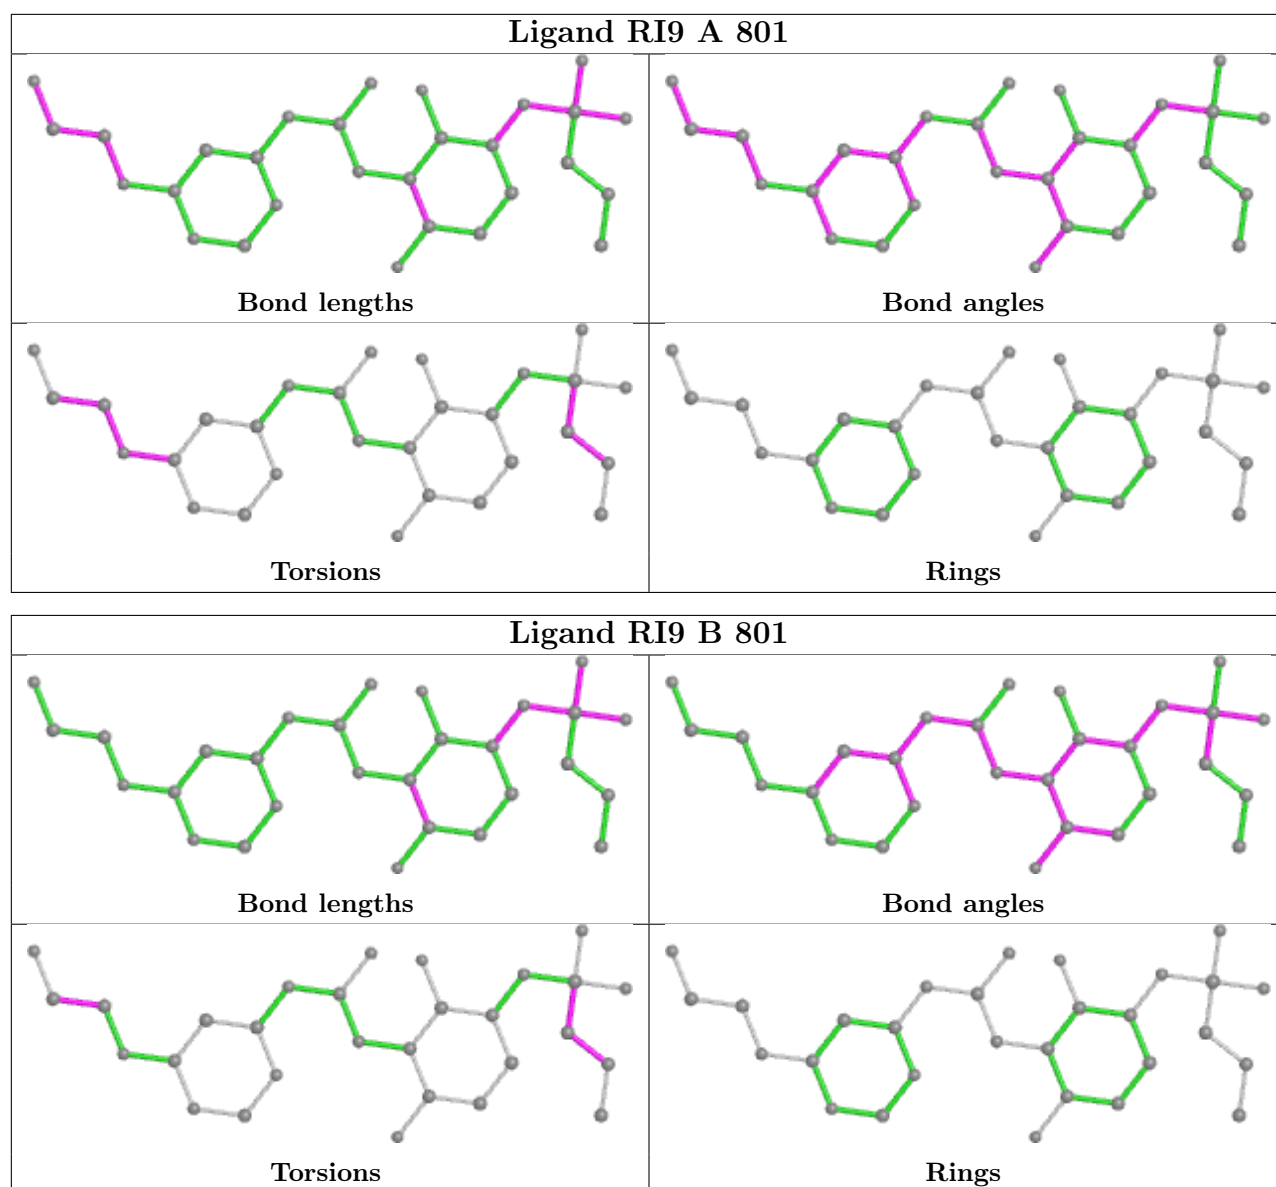 Ligand RI9 A 801
Bond lengths
Bond angles
Torsions
Rings
Ligand RI9 B 801
Bond lengths
Bond angles
Torsions
Rings